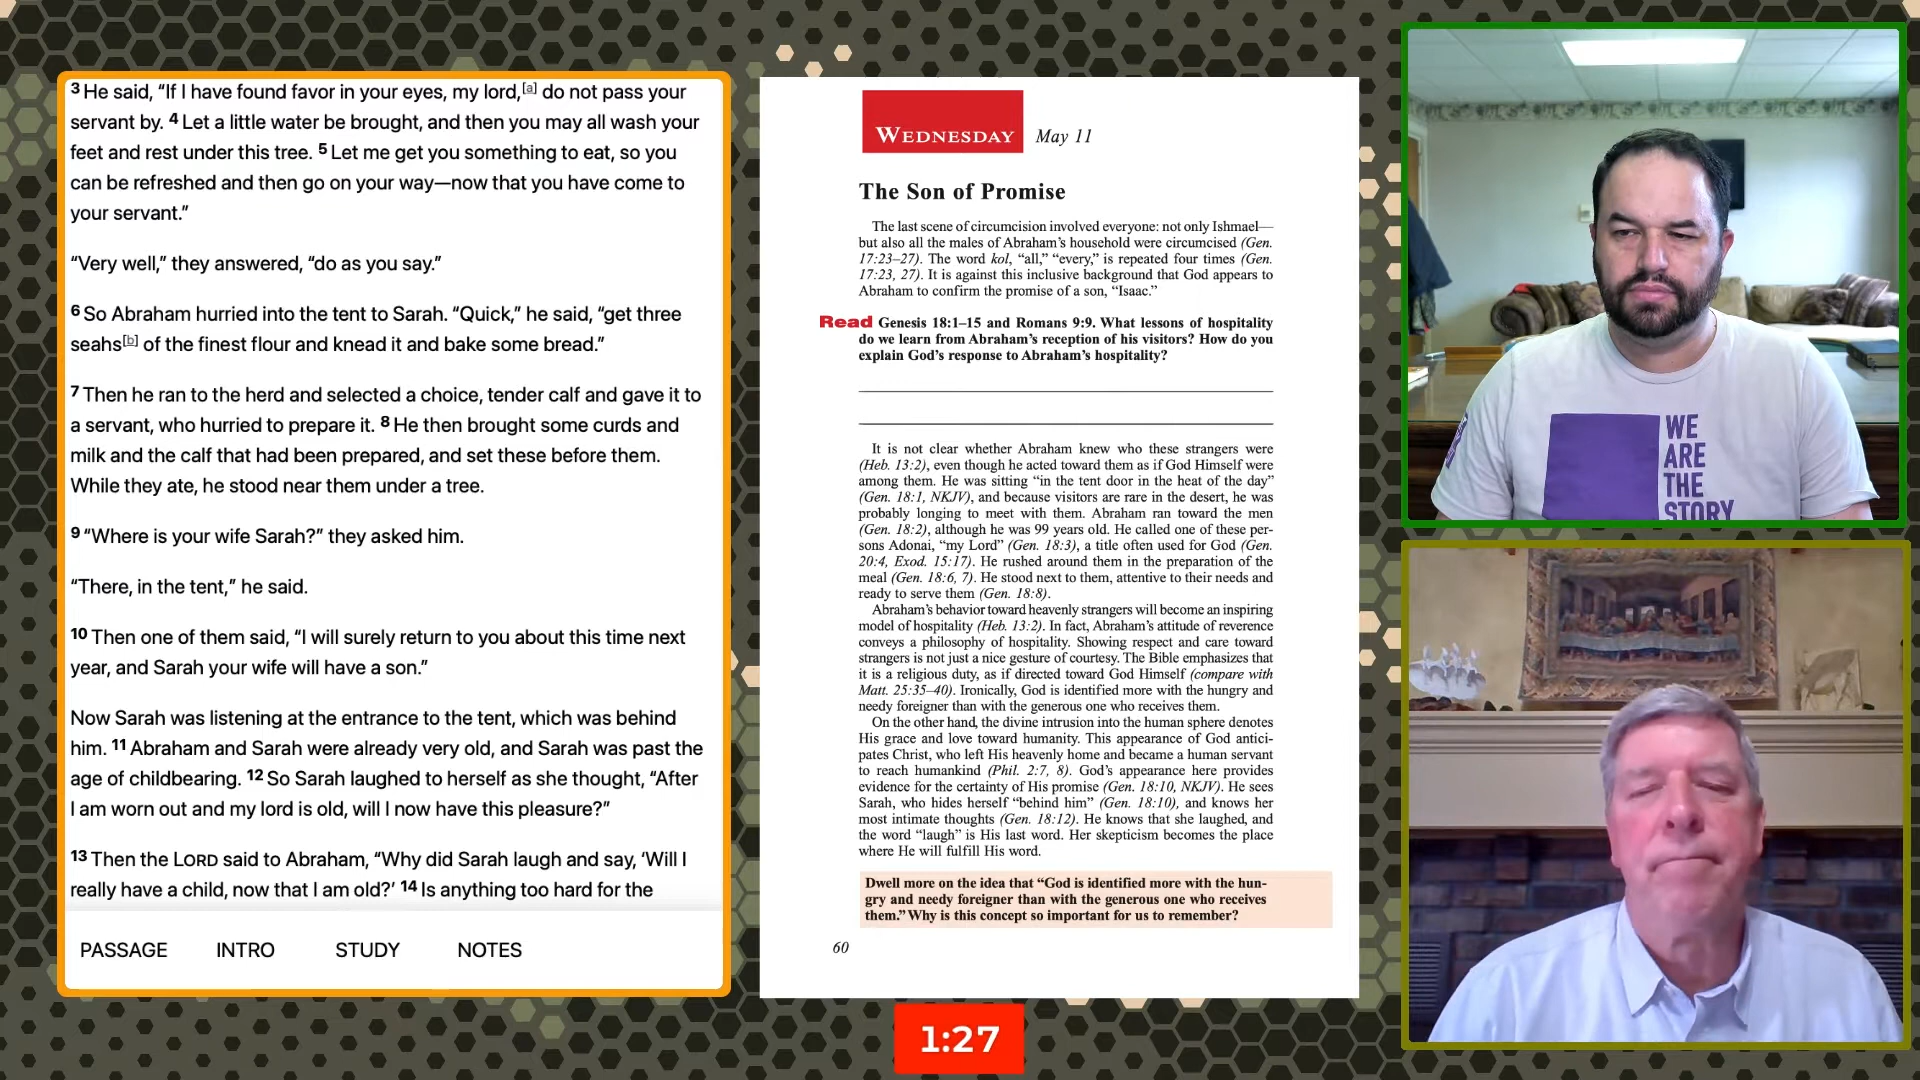 3 He said, “If I have found favor in your eyes, my lord,[a] do not pass your
servant by. 4 Let a little water be brought, and then you may all wash your
feet and rest under this tree. 5 Let me get you something to eat, so you
can be refreshed and then go on your way—now that you have come to
your servant.”
“Very well,” they answered, “do as you say.”
6 So Abraham hurried into the tent to Sarah. “Quick,” he said, “get three
seahs[b] of the finest flour and knead it and bake some bread.”
7 Then he ran to the herd and selected a choice, tender calf and gave it to
a servant, who hurried to prepare it. 8 He then brought some curds and
milk and the calf that had been prepared, and set these before them.
While they ate, he stood near them under a tree.
9 “Where is your wife Sarah?” they asked him.
“There, in the tent,” he said.
10 Then one of them said, “I will surely return to you about this time next
year, and Sarah your wife will have a son.”
Now Sarah was listening at the entrance to the tent, which was behind
him. 11 Abraham and Sarah were already very old, and Sarah was past the
age of childbearing. 12 So Sarah laughed to herself as she thought, “After
I am worn out and my lord is old, will I now have this pleasure?”
13 Then the LORD said to Abraham, “Why did Sarah laugh and say, ‘Will I
really have a child, now that I am old?’ 14 Is anything too hard for the
PASSAGE INTRO STUDY NOTES
WEDNESDAY May 11
The Son of Promise
The last scene of circumcision involved everyone: not only Ishmael—
but also all the males of Abraham’s household were circumcised (Gen.
17:23–27). The word kol, “all,” “every,” is repeated four times (Gen.
17:23, 27). It is against this inclusive background that God appears to
Abraham to confirm the promise of a son, “Isaac.”
Read Genesis 18:1–15 and Romans 9:9. What lessons of hospitality
do we learn from Abraham’s reception of his visitors? How do you
explain God’s response to Abraham’s hospitality?
It is not clear whether Abraham knew who these strangers were
(Heb. 13:2), even though he acted toward them as if God Himself were
among them. He was sitting “in the tent door in the heat of the day”
(Gen. 18:1, NKJV), and because visitors are rare in the desert, he was
probably longing to meet with them. Abraham ran toward the men
(Gen. 18:2), although he was 99 years old. He called one of these per-
sons Adonai, “my Lord” (Gen. 18:3), a title often used for God (Gen.
20:4, Exod. 15:17). He rushed around them in the preparation of the
meal (Gen. 18:6, 7). He stood next to them, attentive to their needs and
ready to serve them (Gen. 18:8).
Abraham’s behavior toward heavenly strangers will become an inspiring
model of hospitality (Heb. 13:2). In fact, Abraham’s attitude of reverence
conveys a philosophy of hospitality. Showing respect and care toward
strangers is not just a nice gesture of courtesy. The Bible emphasizes that
it is a religious duty, as if directed toward God Himself (compare with
Matt. 25:35–40). Ironically, God is identified more with the hungry and
needy foreigner than with the generous one who receives them.
On the other hand, the divine intrusion into the human sphere denotes
His grace and love toward humanity. This appearance of God antici-
pates Christ, who left His heavenly home and became a human servant
to reach humankind (Phil. 2:7, 8). God’s appearance here provides
evidence for the certainty of His promise (Gen. 18:10, NKJV). He sees
Sarah, who hides herself “behind him” (Gen. 18:10), and knows her
most intimate thoughts (Gen. 18:12). He knows that she laughed, and
the word “laugh” is His last word. Her skepticism becomes the place
where He will fulfill His word.
Dwell more on the idea that “God is identified more with the hun-
gry and needy foreigner than with the generous one who receives
them.” Why is this concept so important for us to remember?
60
1:27
WE
ARE
THE
STORY